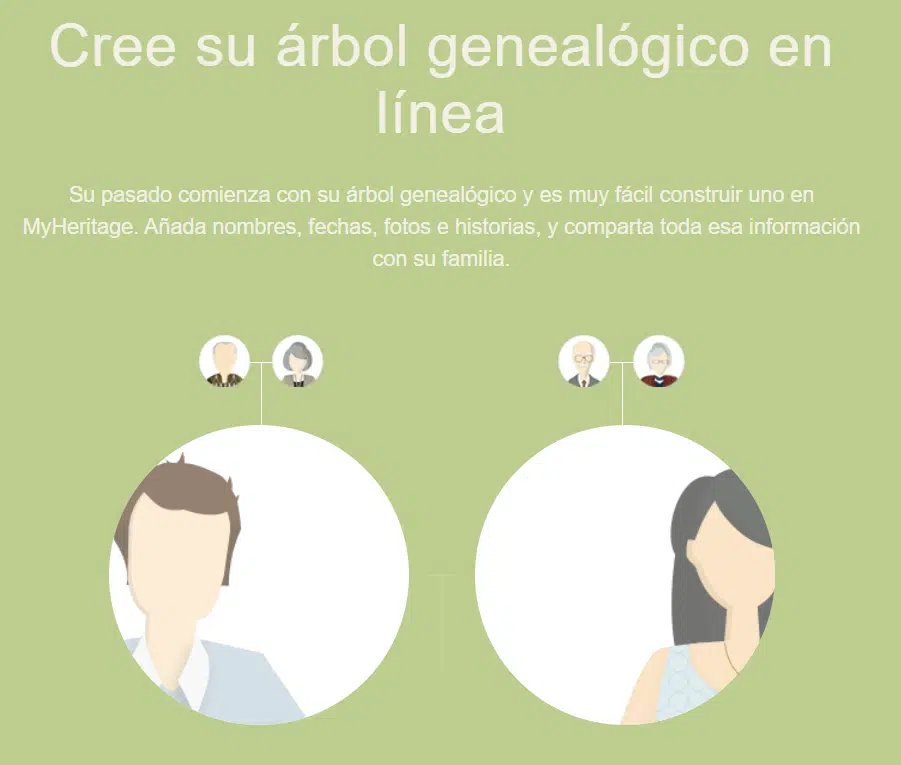 Cree su árbol genealógico en
línea
Su pasado comienza con su árbol genealógico y es muy fácil construir uno en
MyHeritage. Añada nombres, fechas, fotos e historias, y comparta toda esa información
con su familia.